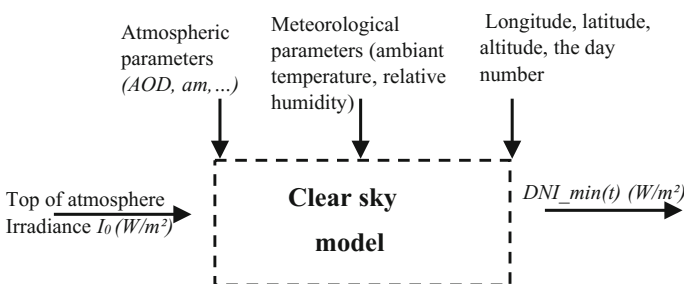 Atmospheric
parameters
(AOD, am,...)
Meteorological
parameters (ambiant
temperature, relative
humidity)
Longitude, latitude,
altitude, the day
number
Top of atmosphere
Irradiance I₀ (W/m²)
Clear sky
model
DNI_min(t) (W/m²)